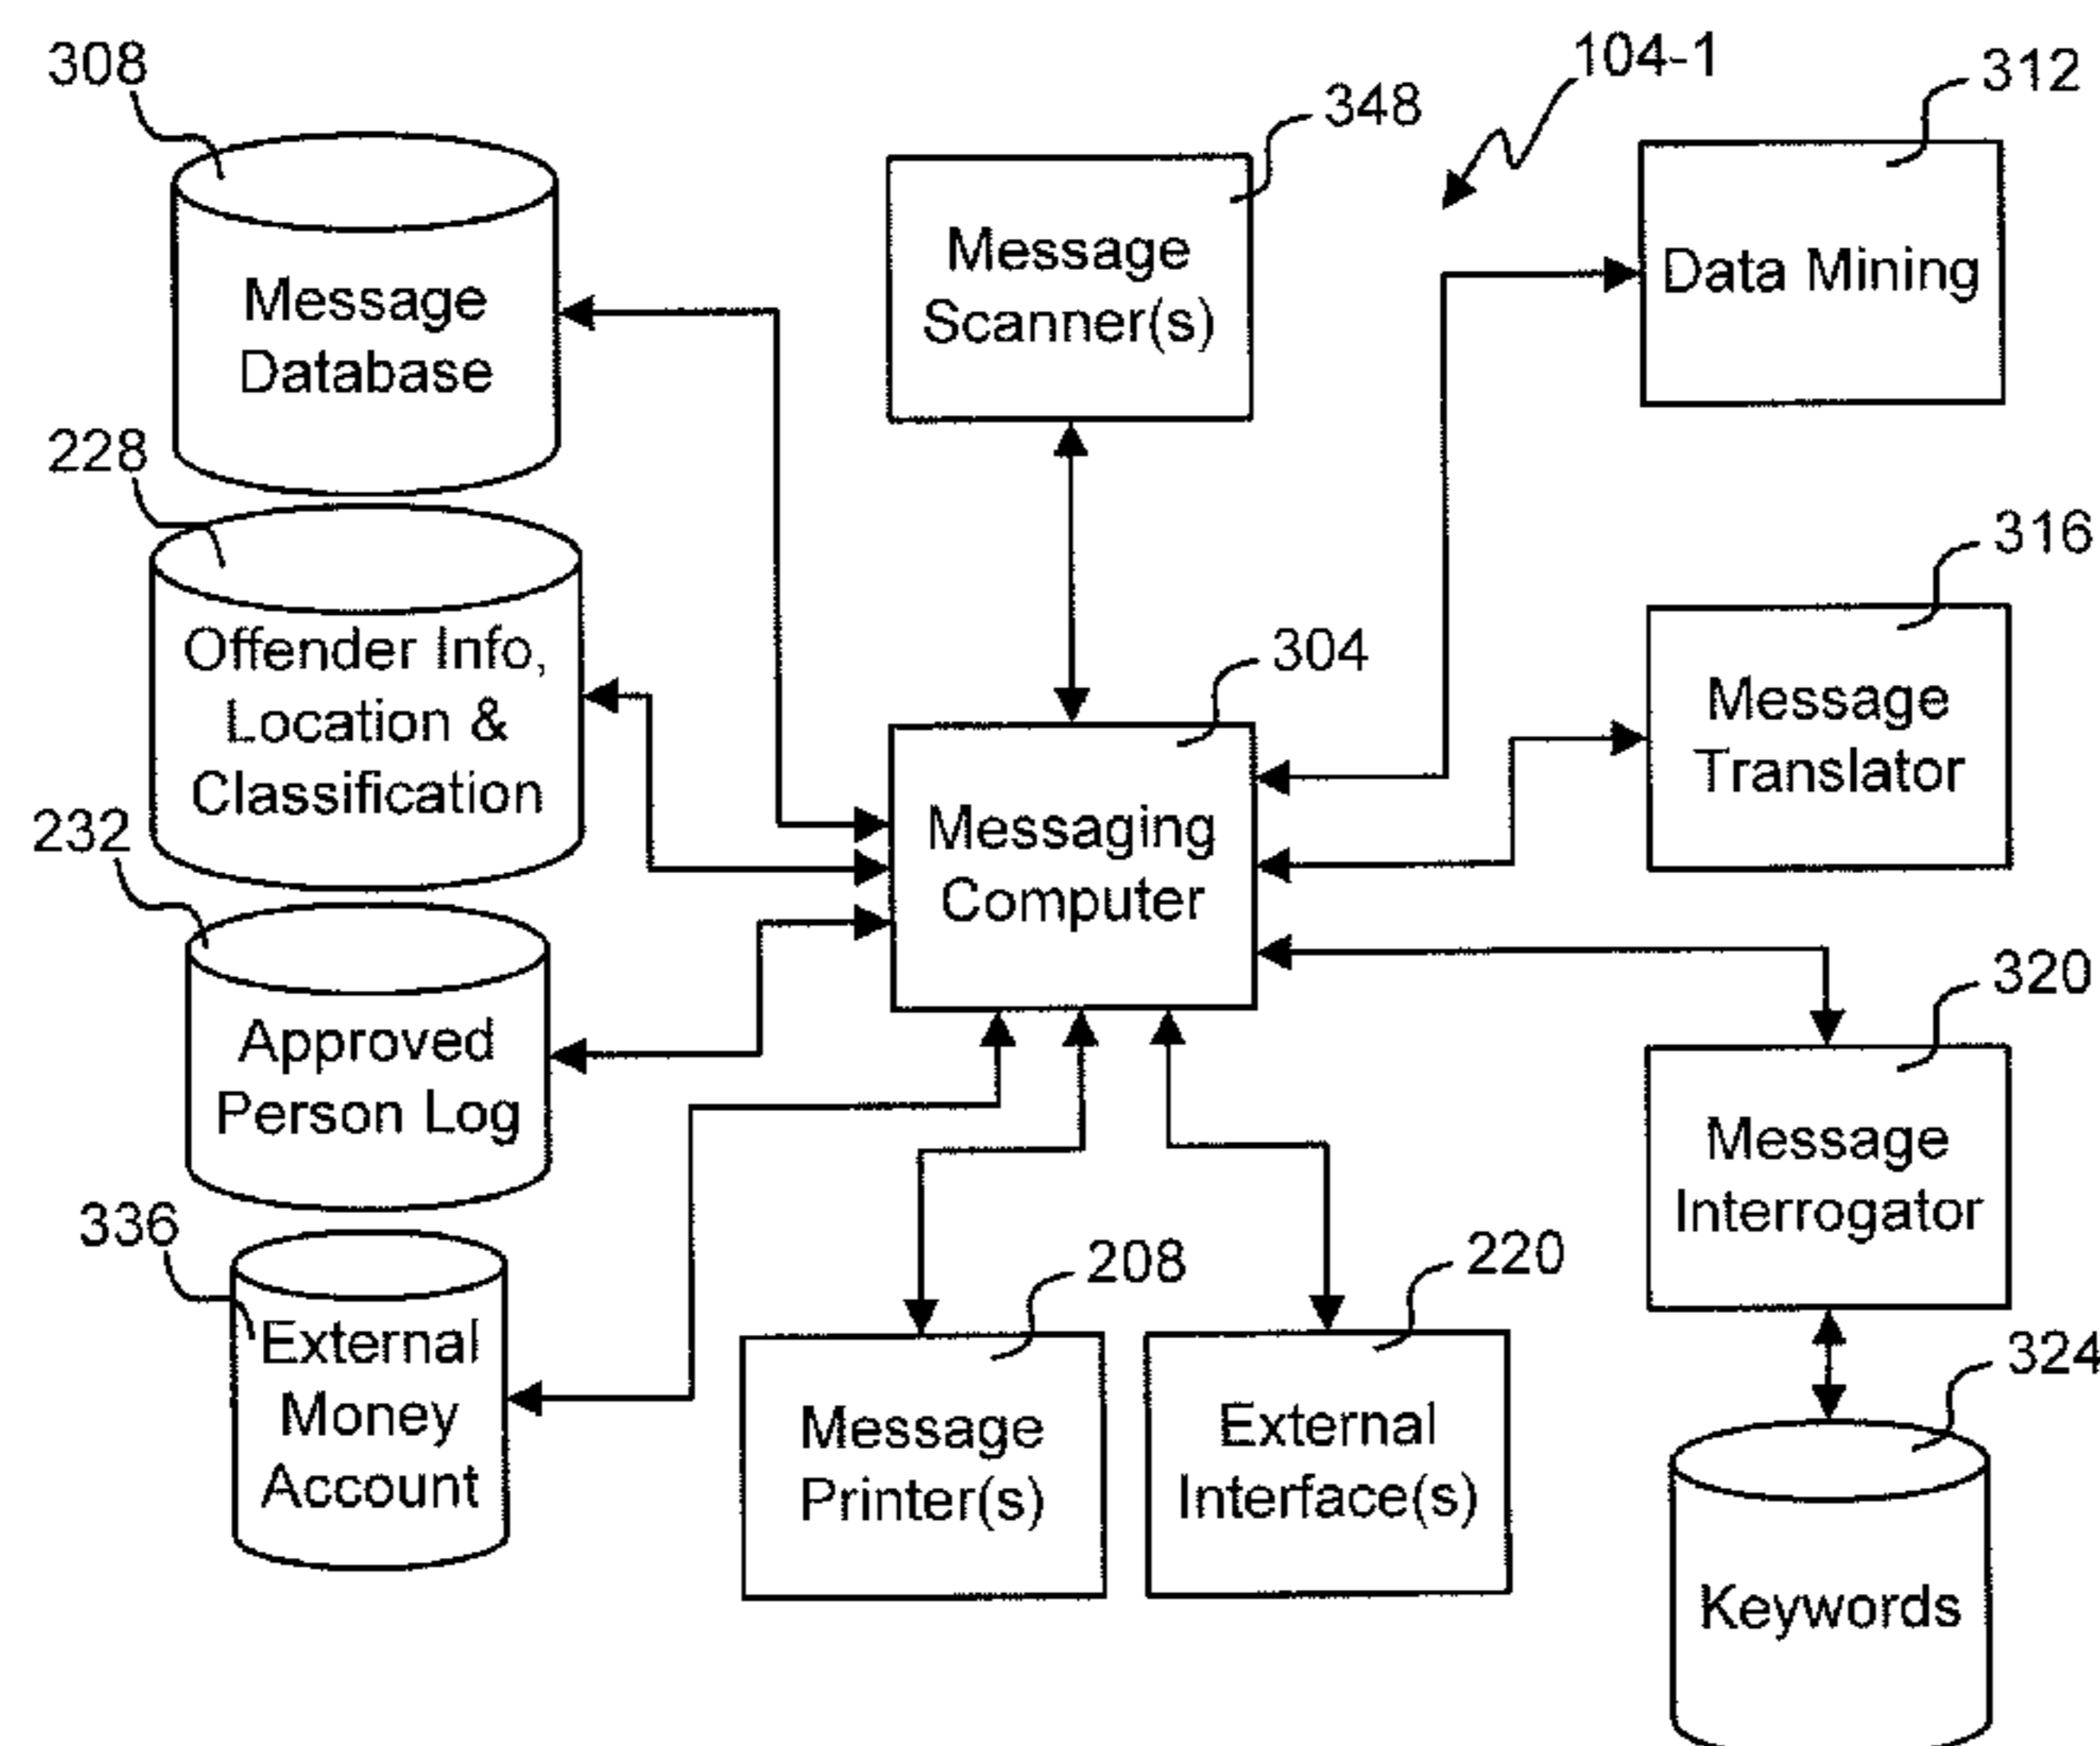 308
104-1
312
348
Message
Database
Message
Scanner(s)
Data Mining
228
316
Offender Info,
Location &
Classification
304
Message
Translator
232
Messaging
Computer
320
Approved
Person Log
Message
Interrogator
336
208
220
324
External
Money
Account
Message
Printer(s)
External
Interface(s)
Keywords